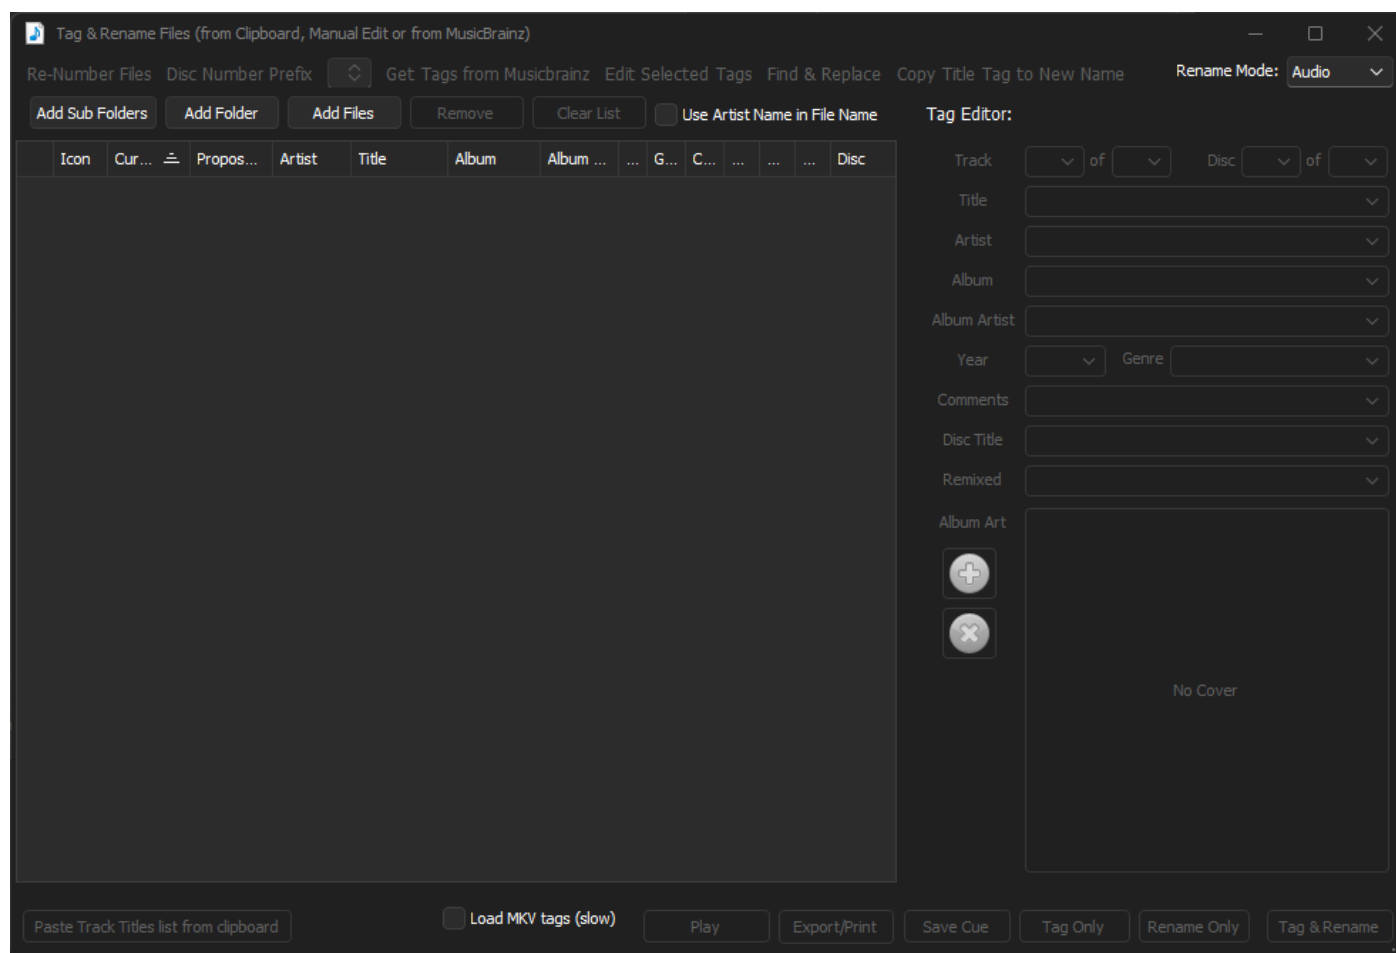 Tag & Rename Files (from Clipboard, Manual Edit or from MusicBrainz)
Re-Number Files Disc Number Prefix Get Tags from Musicbrainz Edit Selected Tags Find & Replace Copy Title Tag to New Name Rename Mode: Audio
Add Sub Folders Add Folder Add Files Remove Clear List Use Artist Name in File Name Tag Editor:
Icon Cur... Propos... Artist Title Album Album ... ... G... C... ... ... ... Disc
Track of Disc of
Title
Artist
Album
Album Artist
Year Genre
Comments
Disc Title
Remixed
Album Art
No Cover
Paste Track Titles list from clipboard Load MKV tags (slow) Play Export/Print Save Cue Tag Only Rename Only Tag & Rename